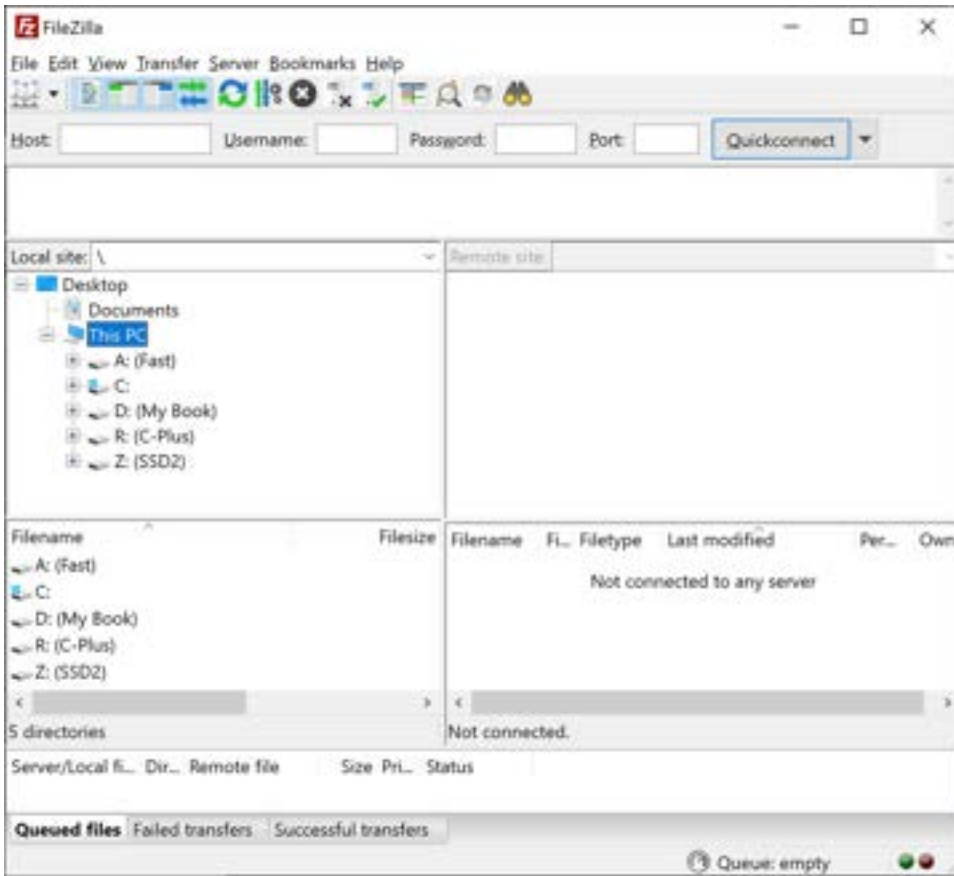 FileZilla
File Edit View Transfer Server Bookmarks Help
Host: Username: Password: Port: Quickconnect
Local site: \ Remote site:
Desktop
Documents
This PC
A: (Fast)
C:
D: (My Book)
R: (C-Plus)
Z: (SSD2)
Filename Filesize Filename Fi... Filetype Last modified Per... Own
A: (Fast)
C:
Not connected to any server
D: (My Book)
R: (C-Plus)
Z: (SSD2)
5 directories Not connected.
Server/Local fi... Dir... Remote file Size Pri... Status
Queued files Failed transfers Successful transfers
Queue: empty